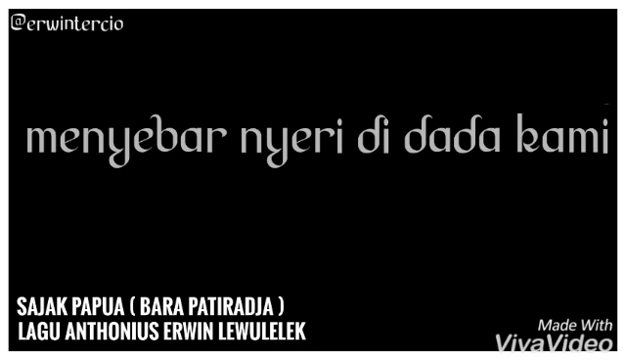 @erwintercio
menyebar nyeri di dada kami
SAJAK PAPUA ( BARA PATIRADJA )
LAGU ANTHONIUS ERWIN LEWULELEK
Made With
VivaVideo